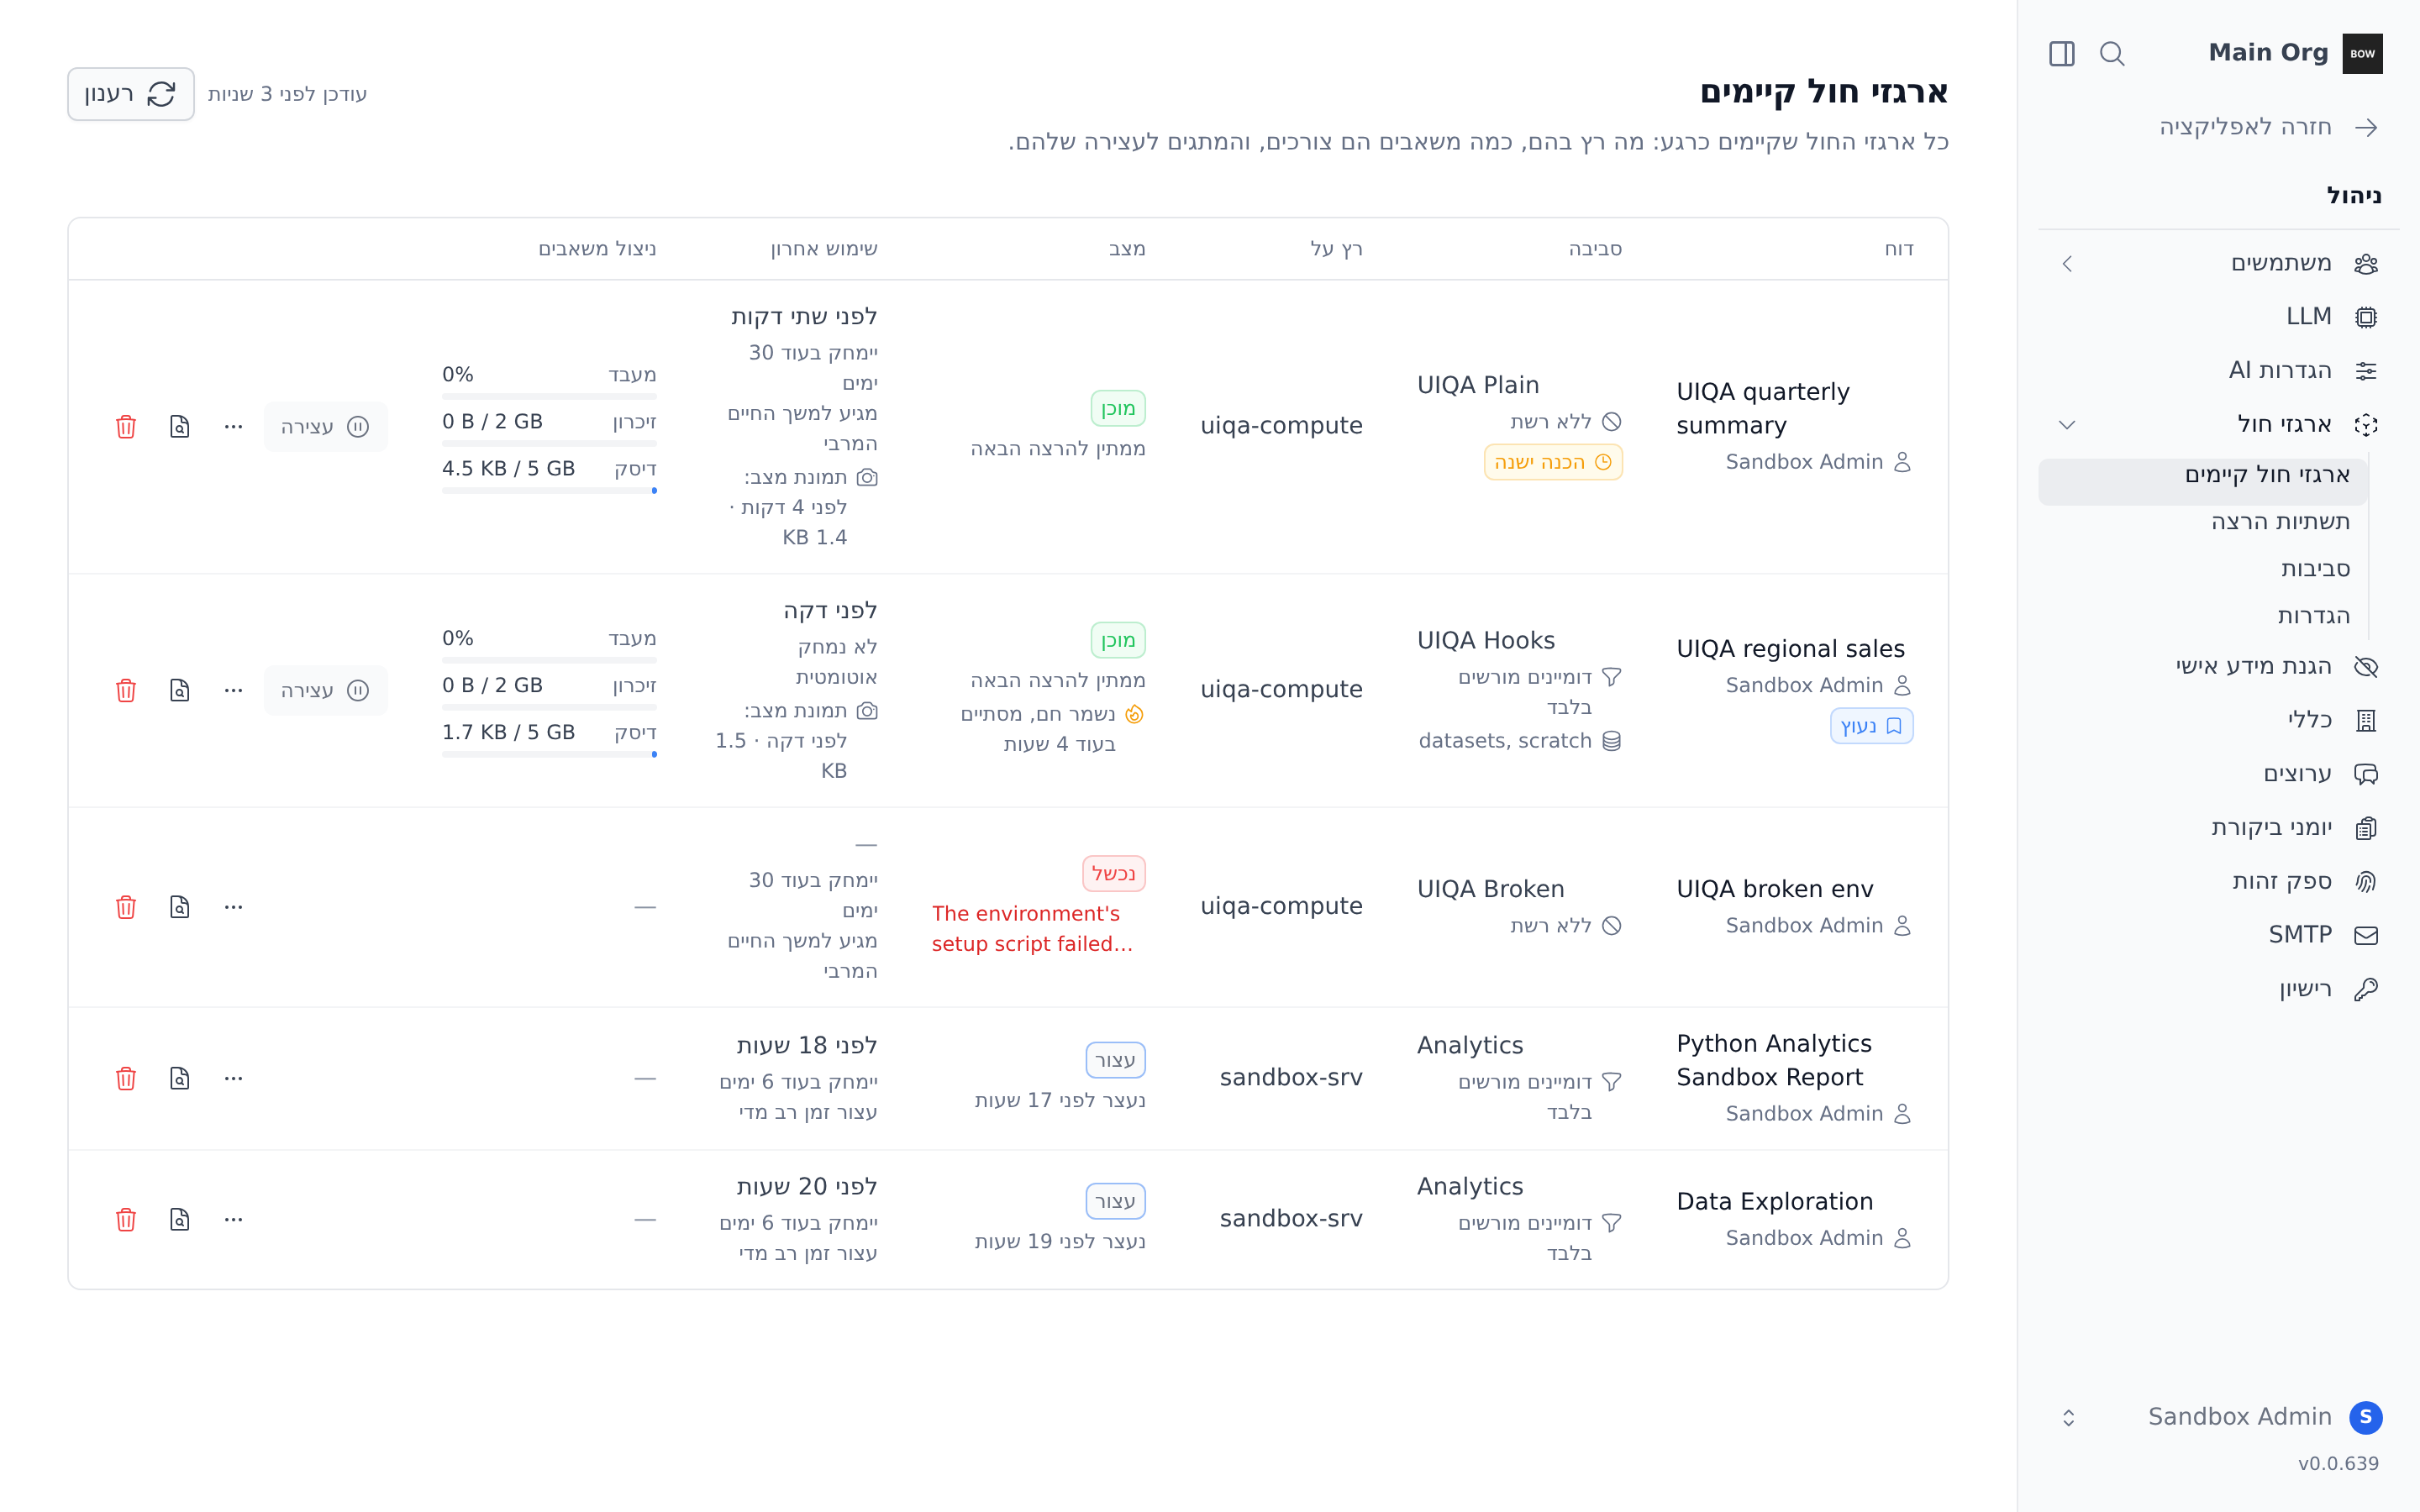 BOW
Main Org
חזרה לאפליקציה
ניהול
משתמשים
LLM
הגדרות AI
ארגזי חול
ארגזי חול קיימים
תשתיות הרצה
סביבות
הגדרות
הגנת מידע אישי
כללי
ערוצים
יומני ביקורת
ספק זהות
SMTP
רישיון
S
Sandbox Admin
v0.0.639
ארגזי חול קיימים
כל ארגזי החול שקיימים כרגע: מה רץ בהם, כמה משאבים הם צורכים, והמתגים לעצירה שלהם.
עודכן לפני 3 שניות
רענון
דוח
סביבה
רץ על
מצב
שימוש אחרון
ניצול משאבים
UIQA quarterly
summary
Sandbox Admin
UIQA Plain
ללא רשת
הכנה ישנה
uiqa-compute
מוכן
ממתין להרצה הבאה
לפני שתי דקות
יימחק בעוד 30
ימים
מגיע למשך החיים
המרבי
תמונת מצב:
לפני 4 דקות ·
1.4 KB
מעבד
0%
זיכרון
0 B / 2 GB
דיסק
4.5 KB / 5 GB
עצירה
UIQA regional sales
Sandbox Admin
נעוץ
UIQA Hooks
דומיינים מורשים
בלבד
datasets, scratch
uiqa-compute
מוכן
ממתין להרצה הבאה
נשמר חם, מסתיים
בעוד 4 שעות
לפני דקה
לא נמחק
אוטומטית
תמונת מצב:
לפני דקה · 1.5
KB
מעבד
0%
זיכרון
0 B / 2 GB
דיסק
1.7 KB / 5 GB
עצירה
UIQA broken env
Sandbox Admin
UIQA Broken
ללא רשת
uiqa-compute
נכשל
The environment's
setup script failed...
—
יימחק בעוד 30
ימים
מגיע למשך החיים
המרבי
—
Python Analytics
Sandbox Report
Sandbox Admin
Analytics
דומיינים מורשים
בלבד
sandbox-srv
עצור
נעצר לפני 17 שעות
לפני 18 שעות
יימחק בעוד 6 ימים
עצור זמן רב מדי
—
Data Exploration
Sandbox Admin
Analytics
דומיינים מורשים
בלבד
sandbox-srv
עצור
נעצר לפני 19 שעות
לפני 20 שעות
יימחק בעוד 6 ימים
עצור זמן רב מדי
—